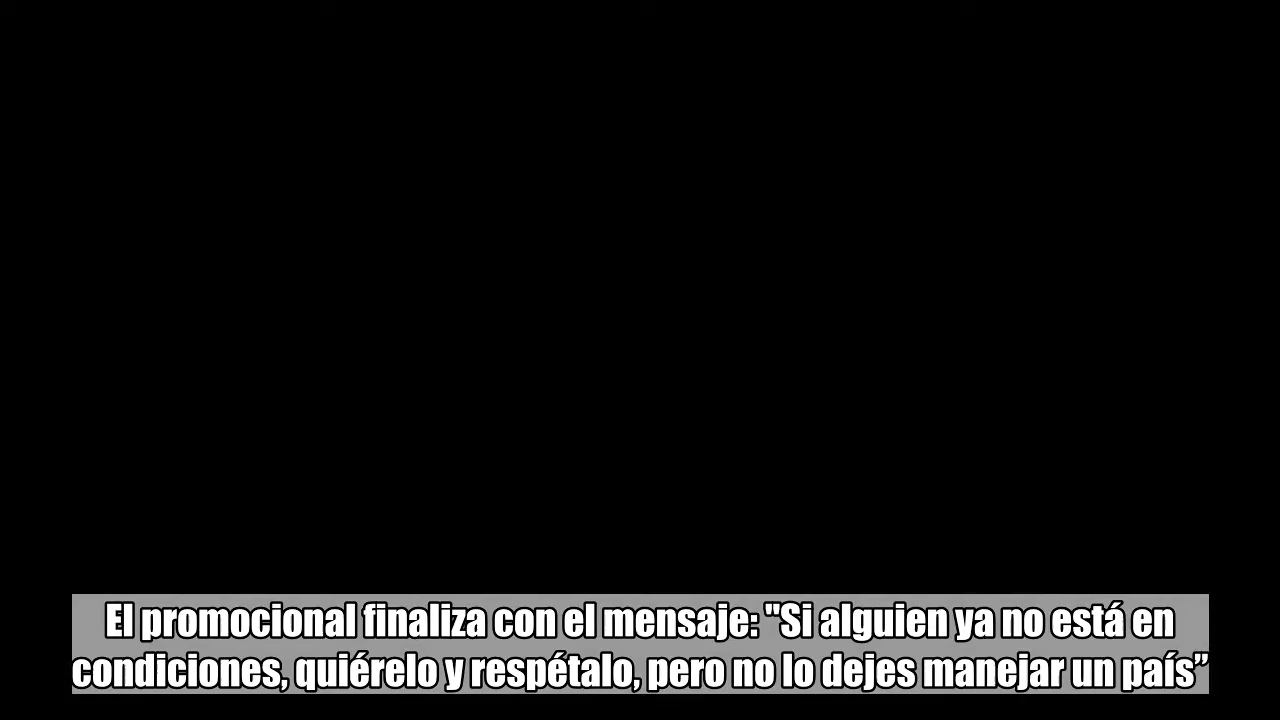 El promocional finaliza con el mensaje: "Si alguien ya no está en
condiciones, quiérelo y respétalo, pero no lo dejes manejar un país”